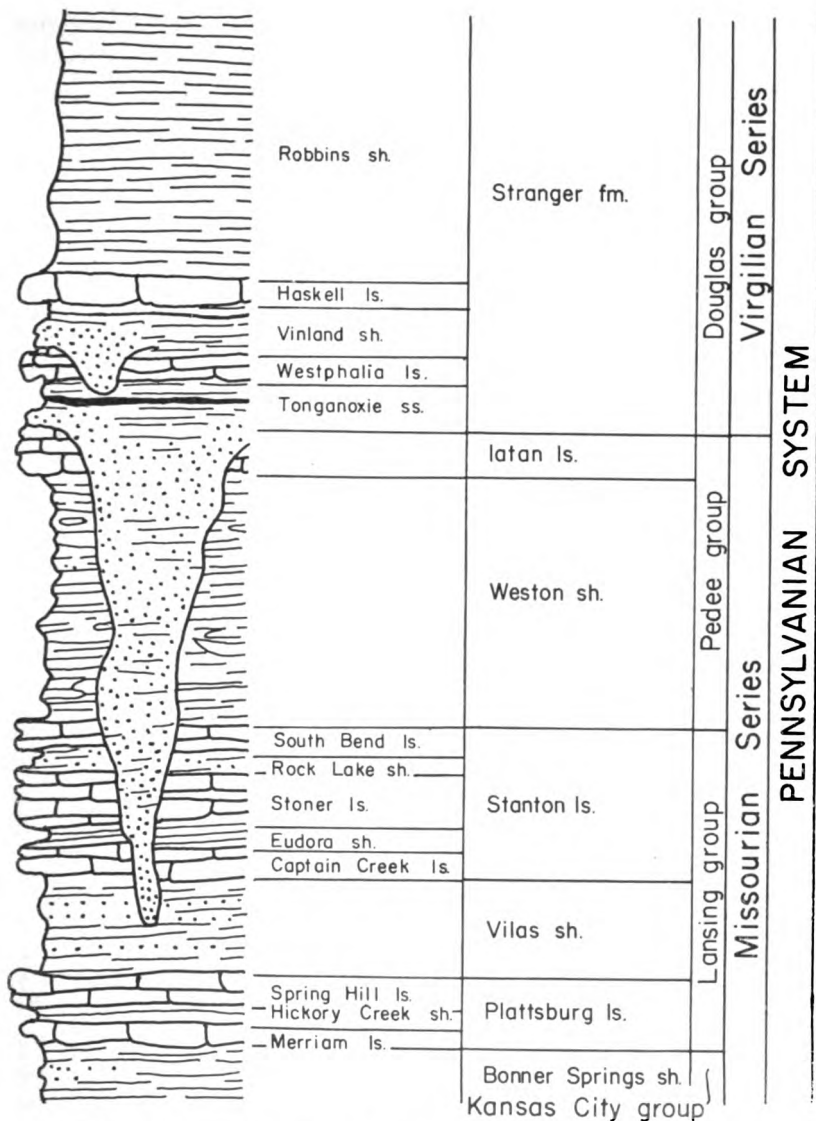 Robbins sh.
Haskell ls.
Vinland sh.
Westphalia ls.
Tonganoxie ss.
South Bend ls.
Rock Lake sh.
Stoner ls.
Eudora sh.
Captain Creek ls.
Spring Hill ls.
Hickory Creek sh.
Merriam ls.
Stranger fm.
Iatan ls.
Weston sh.
Stanton ls.
Vilas sh.
Plattsburg ls.
Bonner Springs sh.
Kansas City group
Douglas group
Pedee group
Lansing group
Virgilian Series
Missourian Series
PENNSYLVANIAN SYSTEM